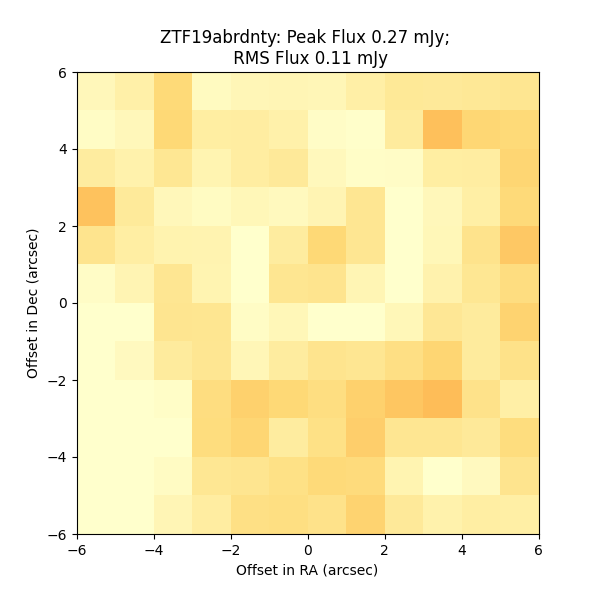 ZTF19abrdnty: Peak Flux 0.27 mJy;
RMS Flux 0.11 mJy
6
4
2
0
−2
−4
−6
Offset in Dec (arcsec)
−6 −4 −2 0 2 4 6
Offset in RA (arcsec)